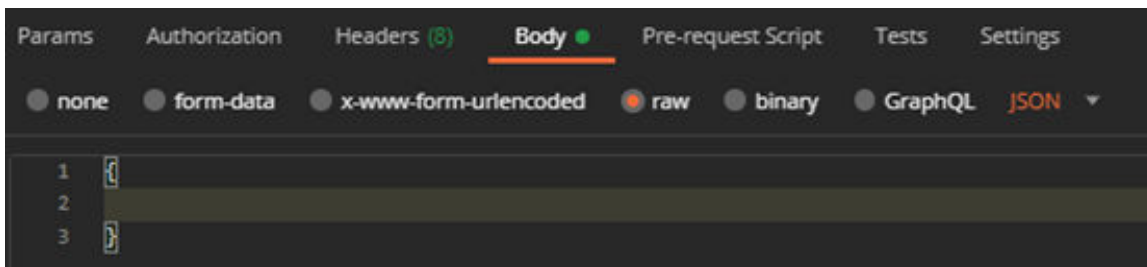 Params Authorization Headers (8) Body Pre-request Script Tests Settings
none form-data x-www-form-urlencoded raw binary GraphQL JSON
1 {
2
3 }